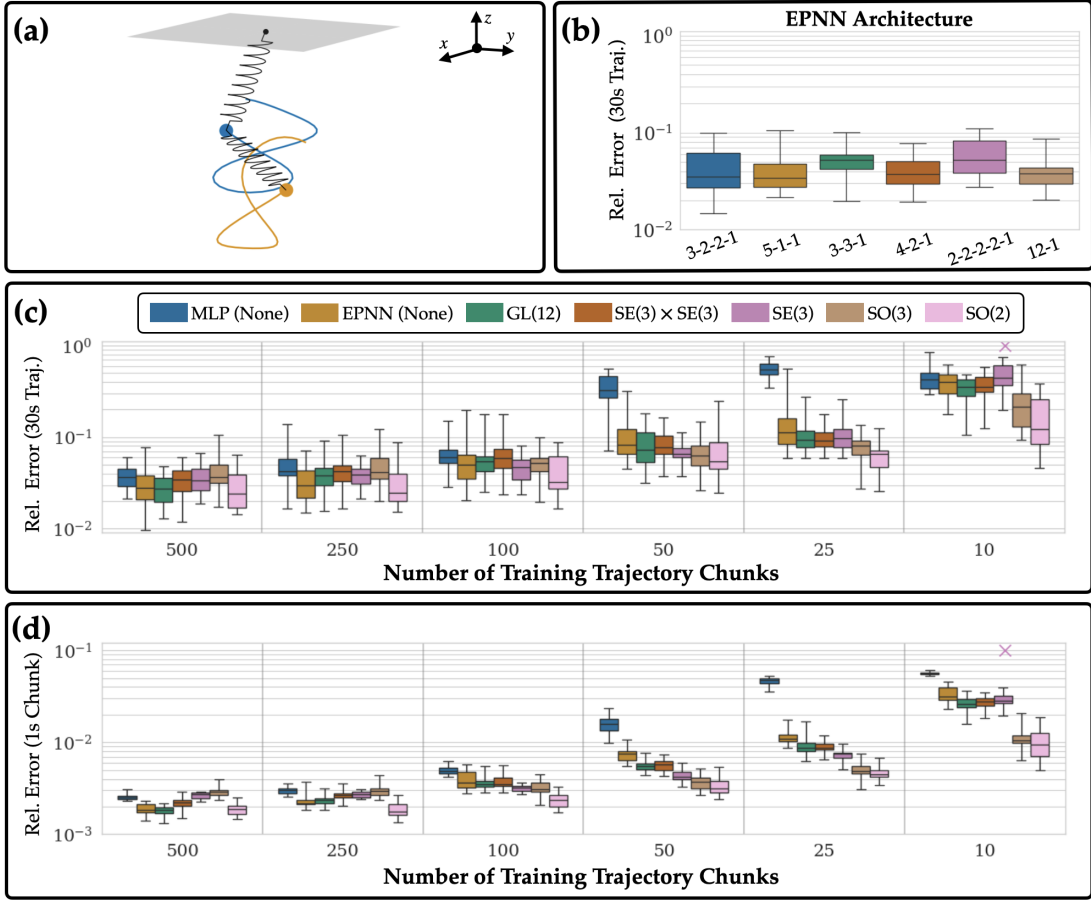 (a)
z
x
y
(b)
EPNN Architecture
Rel. Error (30s Traj.)
10⁰
10⁻¹
10⁻²
3-2-2-1
5-1-1
3-3-1
4-2-1
2-2-2-2-1
12-1
(c)
MLP (None) EPNN (None) GL(12) SE(3) × SE(3) SE(3) SO(3) SO(2)
Rel. Error (30s Traj.)
10⁰
10⁻¹
10⁻²
500 250 100 50 25 10
Number of Training Trajectory Chunks
(d)
Rel. Error (1s Chunk)
10⁻¹
10⁻²
10⁻³
500 250 100 50 25 10
Number of Training Trajectory Chunks